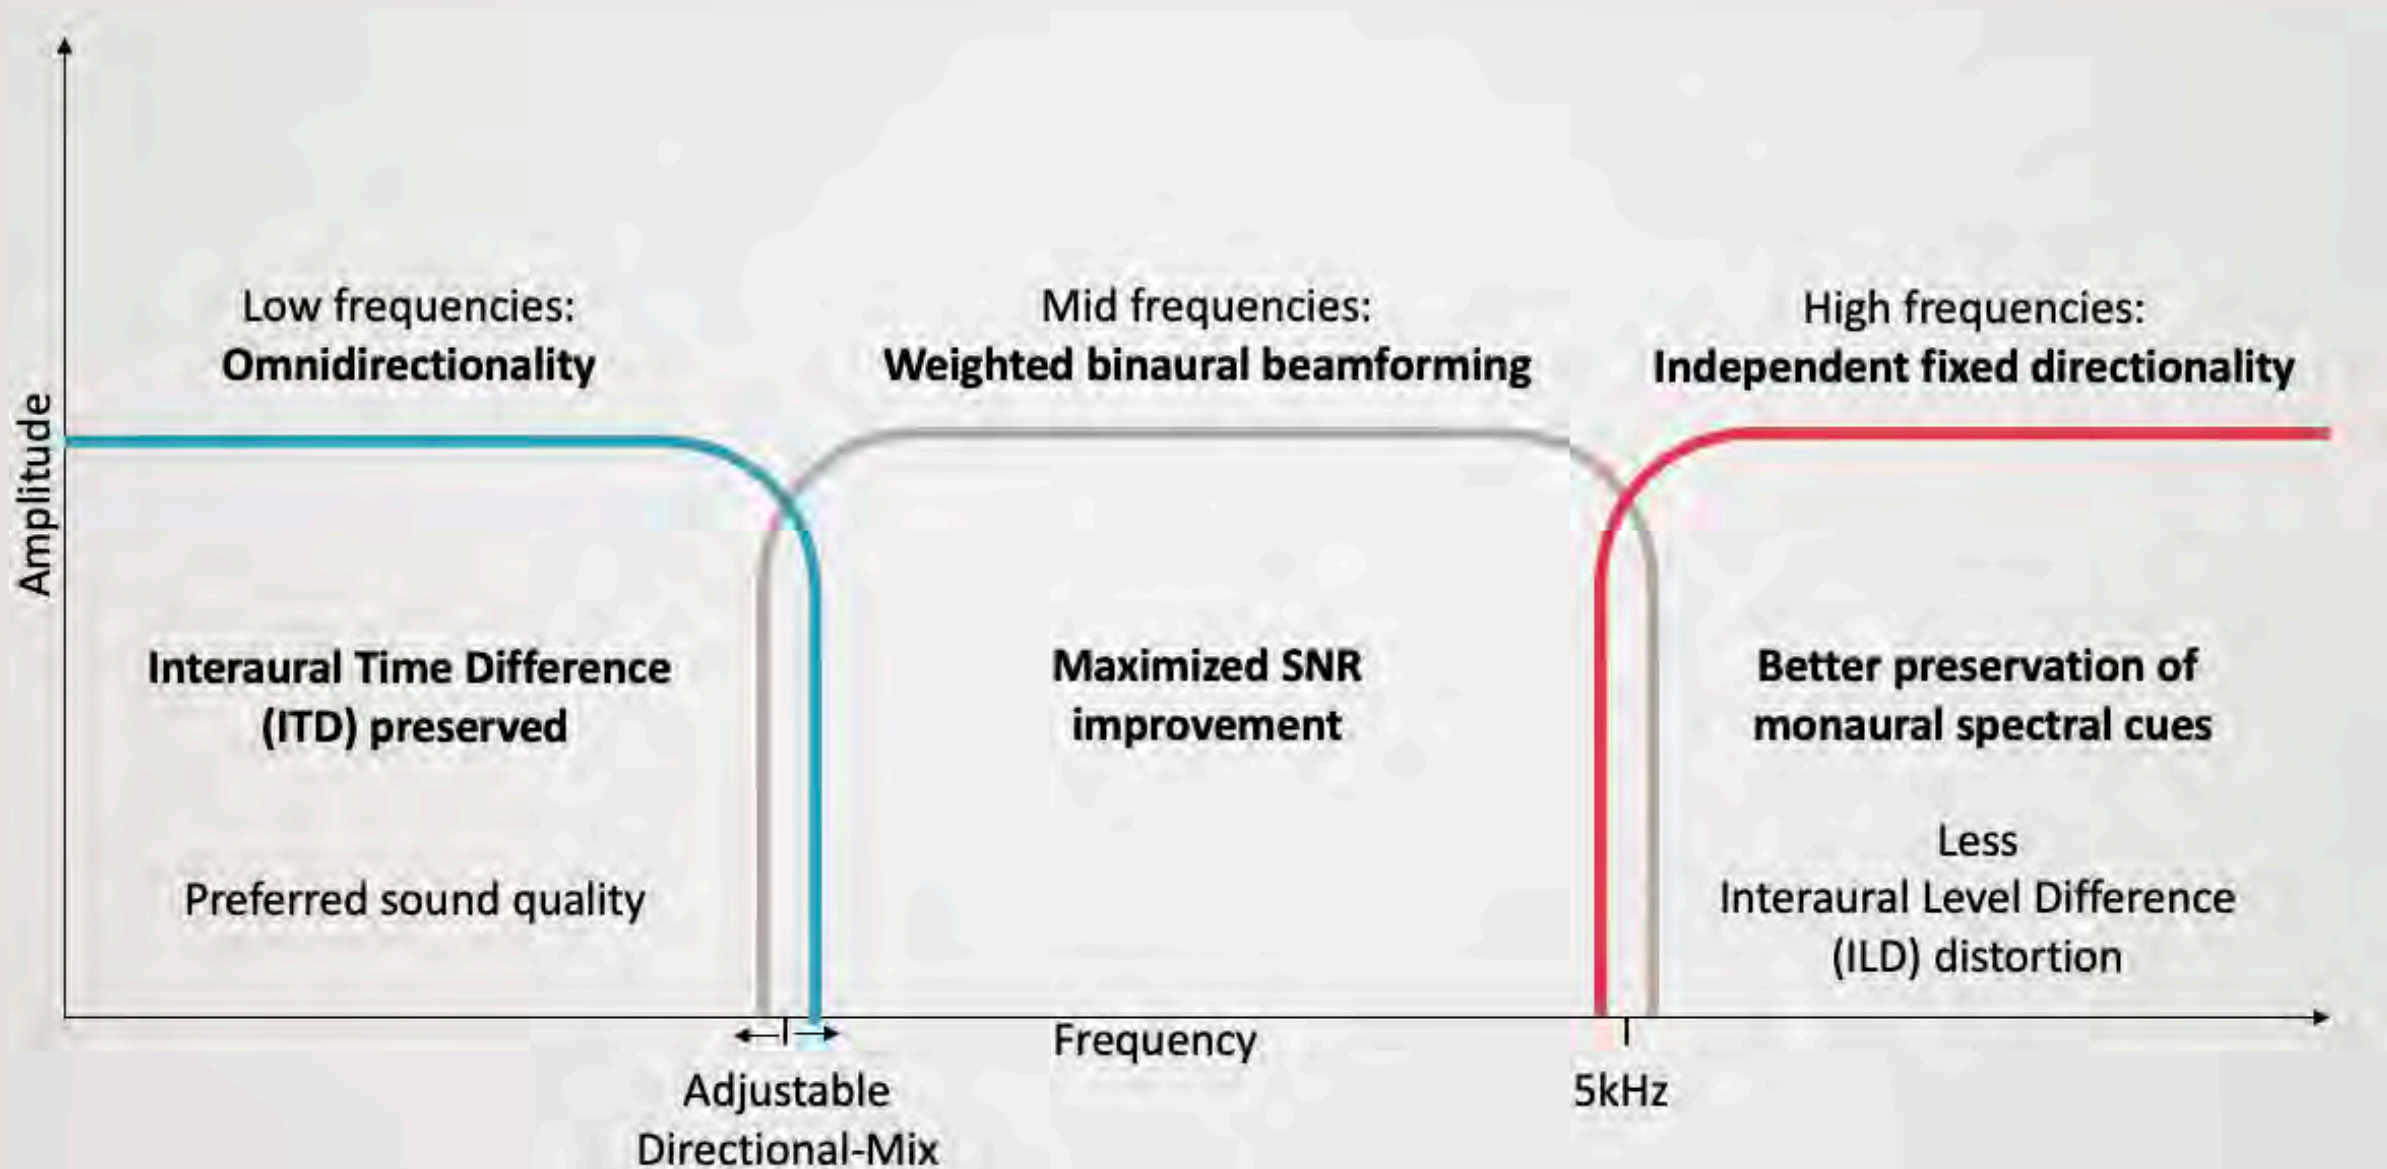 Low frequencies:
Omnidirectionality
Mid frequencies:
Weighted binaural beamforming
High frequencies:
Independent fixed directionality
Amplitude
Interaural Time Difference
(ITD) preserved
Preferred sound quality
Maximized SNR
improvement
Better preservation of
monaural spectral cues
Less
Interaural Level Difference
(ILD) distortion
Frequency
Adjustable
Directional-Mix
5kHz